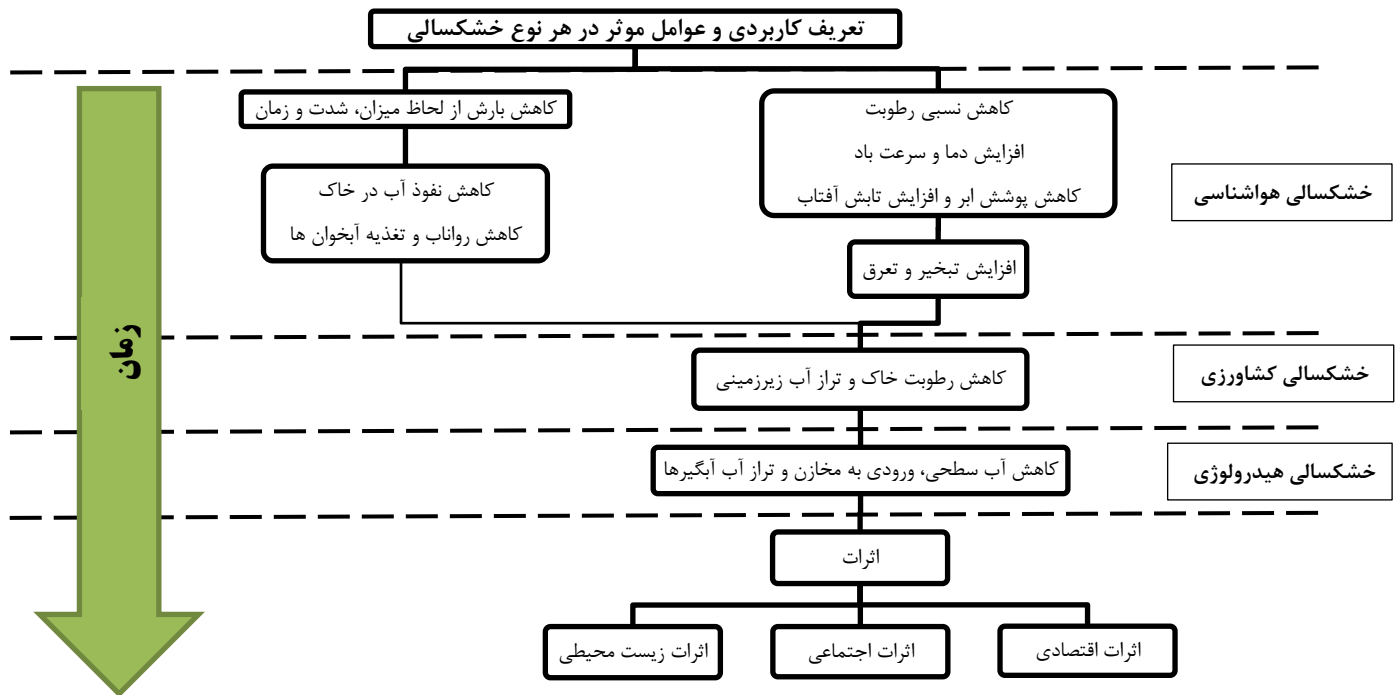 تعریف کاربردی و عوامل موثر در هر نوع خشکسالی
کاهش نسبی رطوبت
افزایش دما و سرعت باد
کاهش پوشش ابر و افزایش تابش آفتاب
کاهش بارش از لحاظ میزان، شدت و زمان
کاهش نفوذ آب در خاک
کاهش رواناب و تغذیه آبخوان ها
افزایش تبخیر و تعرق
خشکسالی هواشناسی
زمان
خشکسالی کشاورزی
کاهش رطوبت خاک و تراز آب زیرزمینی
خشکسالی هیدرولوژی
کاهش آب سطحی، ورودی به مخازن و تراز آب آبگیرها
اثرات
اثرات اقتصادی
اثرات اجتماعی
اثرات زیست محیطی